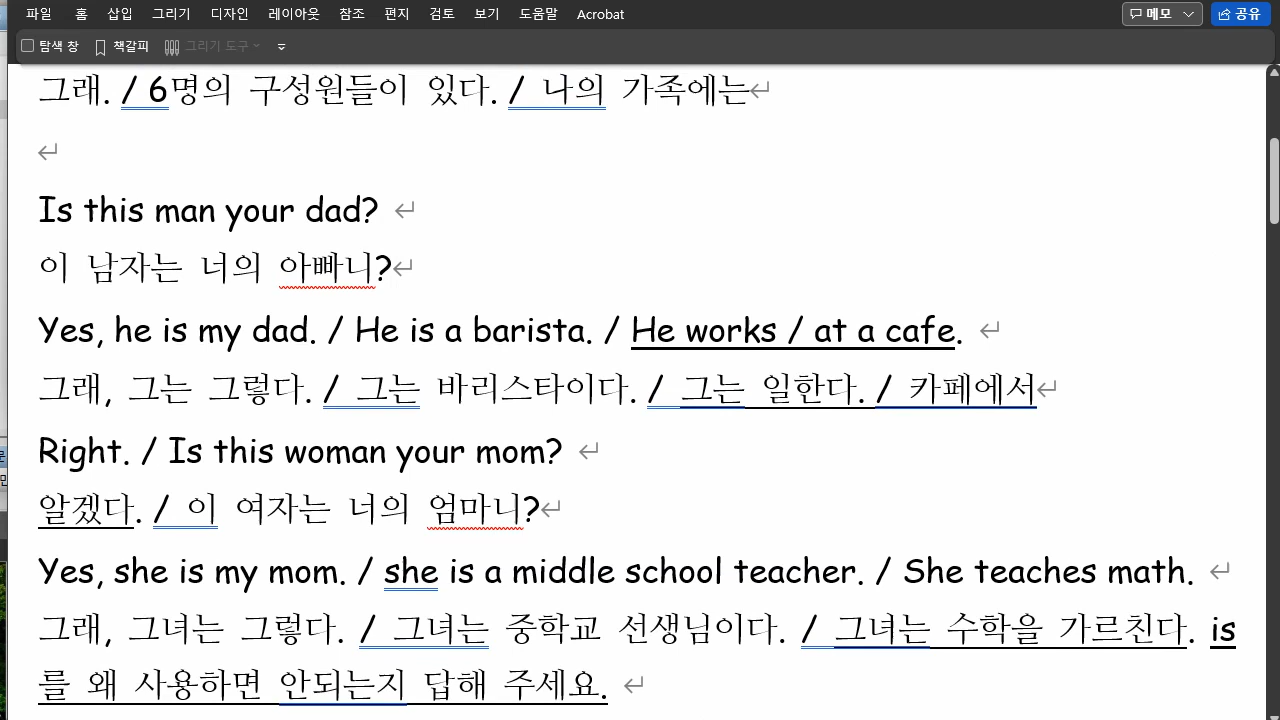 파일 홈 삽입 그리기 디자인 레이아웃 참조 편지 검토 보기 도움말 Acrobat 메모 공유
탐색 창 책갈피 그리기 도구
그래. / 6명의 구성원들이 있다. / 나의 가족에는
Is this man your dad?
이 남자는 너의 아빠니?
Yes, he is my dad. / He is a barista. / He works / at a cafe.
그래, 그는 그렇다. / 그는 바리스타이다. / 그는 일한다. / 카페에서
Right. / Is this woman your mom?
알겠다. / 이 여자는 너의 엄마니?
Yes, she is my mom. / she is a middle school teacher. / She teaches math.
그래, 그녀는 그렇다. / 그녀는 중학교 선생님이다. / 그녀는 수학을 가르친다. is
를 왜 사용하면 안되는지 답해 주세요.